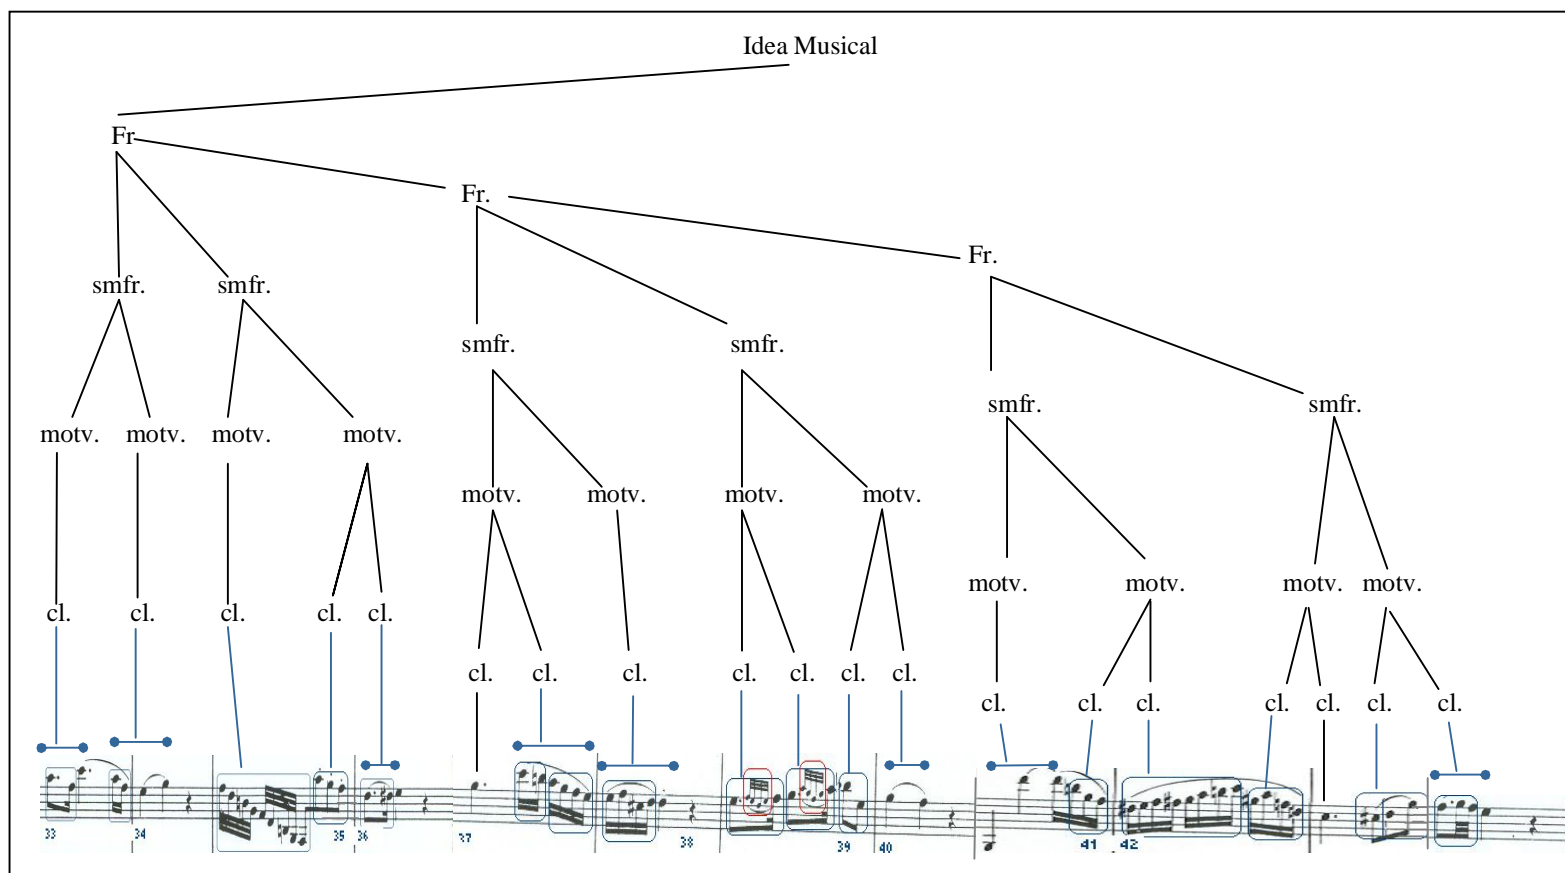 Idea Musical
Fr
Fr.
Fr.
smfr. smfr.
smfr. smfr.
smfr. smfr.
motv. motv. motv. motv.
motv. motv. motv. motv.
motv. motv. motv. motv.
cl. cl. cl. cl. cl.
cl. cl. cl. cl. cl. cl. cl.
cl. cl. cl. cl. cl. cl. cl.
33 34 35 36 37 38 39 40 41 42